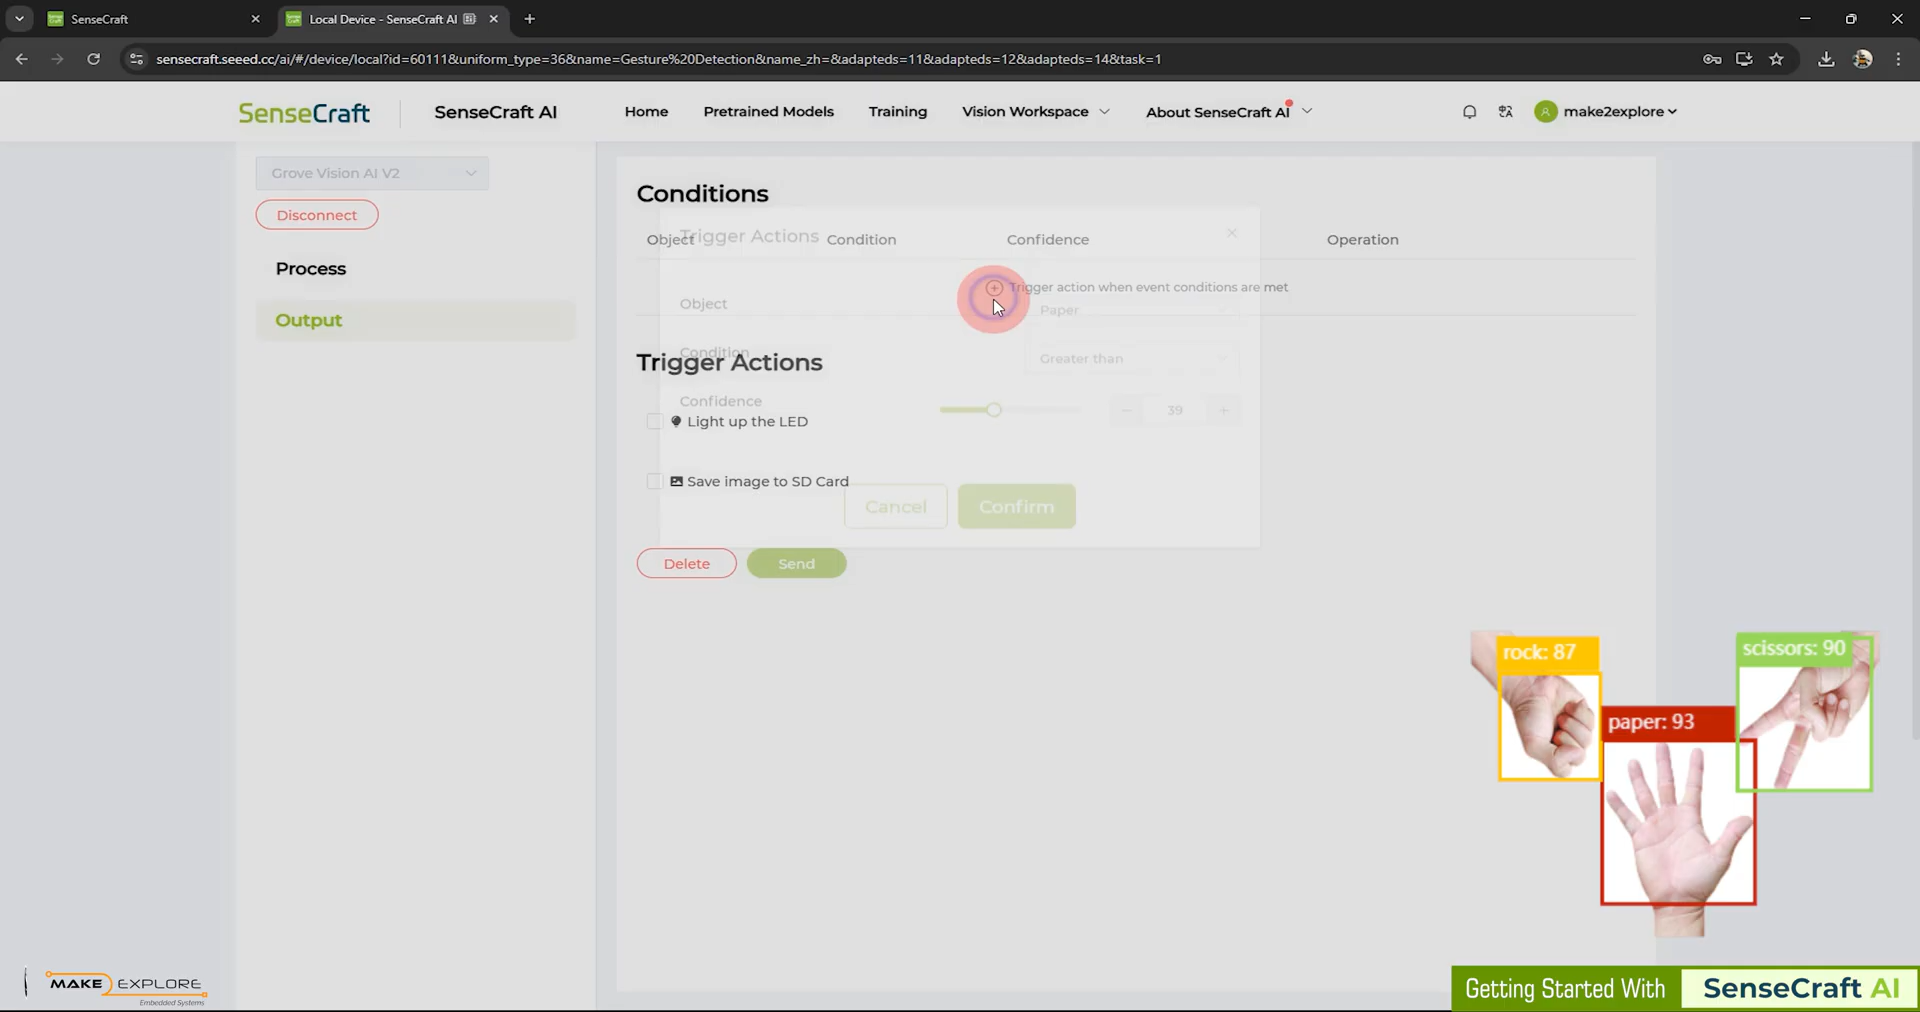 SenseCraft
Local Device - SenseCraft AI
sensecraft.seeed.cc/ai/#/device/local?id=60111&uniform_type=36&name=Gesture%20Detection&name_zh=&adapteds=11&adapteds=12&adapteds=14&task=1
SenseCraft
SenseCraft AI
Home
Pretrained Models
Training
Vision Workspace
About SenseCraft AI
make2explore
Grove Vision AI V2
Disconnect
Process
Output
Conditions
Object
Condition
Confidence
Operation
Trigger action when event conditions are met
Trigger Actions
Object
Paper
Condition
Greater than
Confidence
39
Cancel
Confirm
Trigger Actions
Light up the LED
Save image to SD Card
Delete
Send
rock: 87
scissors: 90
paper: 93
MAKE EXPLORE
Embedded Systems
Getting Started With
SenseCraft AI